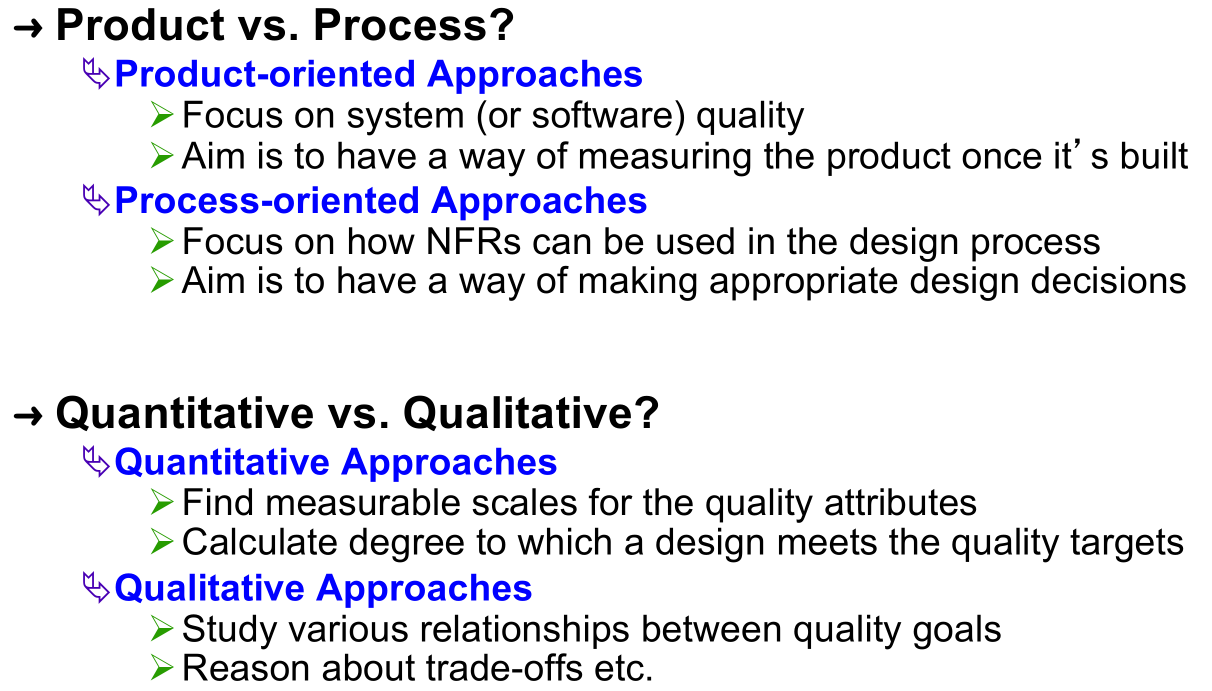 → Product vs. Process?
Product-oriented Approaches
Focus on system (or software) quality
Aim is to have a way of measuring the product once it’s built
Process-oriented Approaches
Focus on how NFRs can be used in the design process
Aim is to have a way of making appropriate design decisions
→ Quantitative vs. Qualitative?
Quantitative Approaches
Find measurable scales for the quality attributes
Calculate degree to which a design meets the quality targets
Qualitative Approaches
Study various relationships between quality goals
Reason about trade-offs etc.